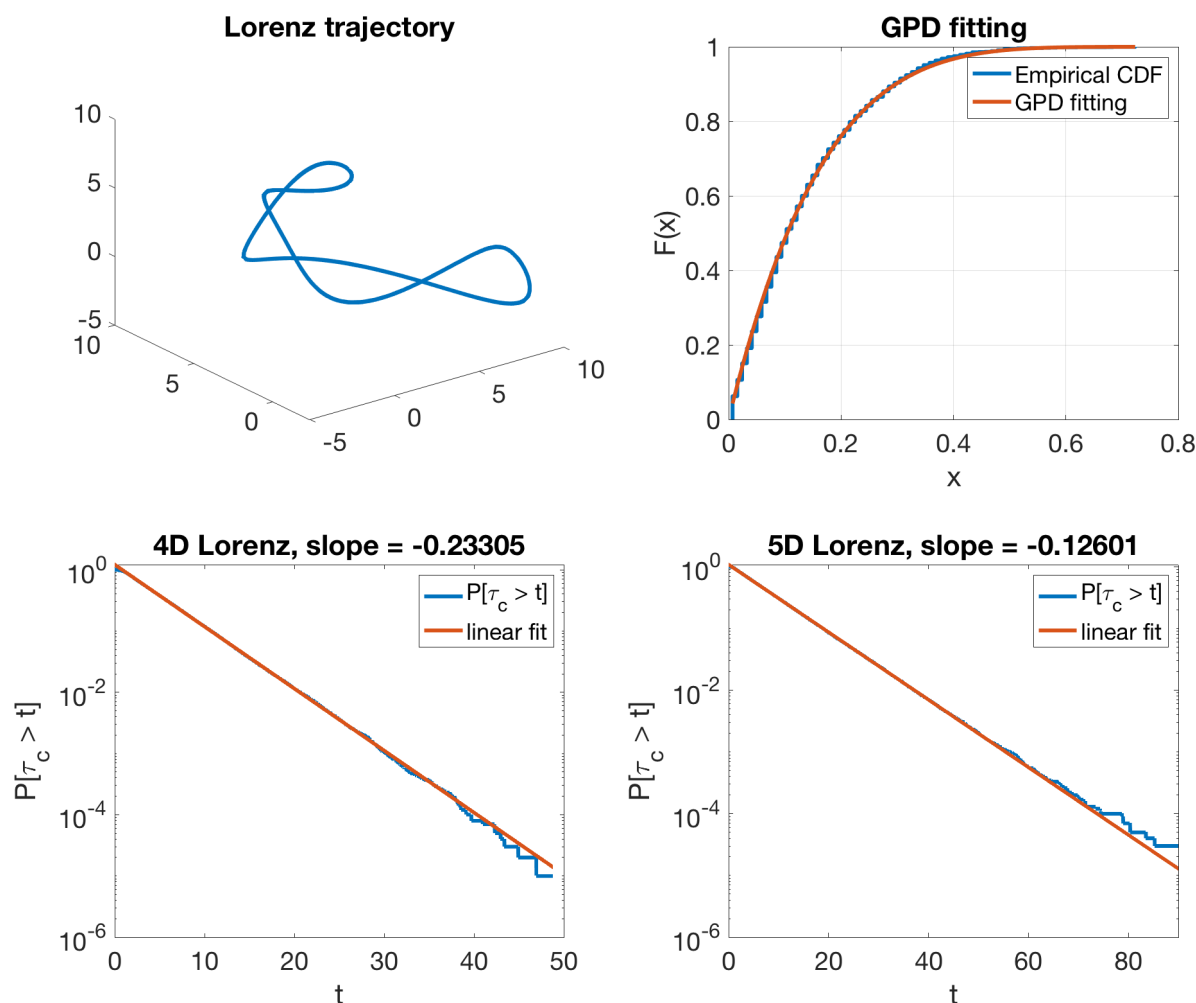 Lorenz trajectory
10
5
0
-5
10
5
0
-5
0
5
10
GPD fitting
1
0.8
0.6
0.4
0.2
0
F(x)
Empirical CDF
GPD fitting
0
0.2
0.4
0.6
0.8
x
4D Lorenz, slope = -0.23305
10^0
10^-2
10^-4
10^-6
P[τ_c > t]
P[τ_c > t]
linear fit
0
10
20
30
40
50
t
5D Lorenz, slope = -0.12601
10^0
10^-2
10^-4
10^-6
P[τ_c > t]
P[τ_c > t]
linear fit
0
20
40
60
80
t